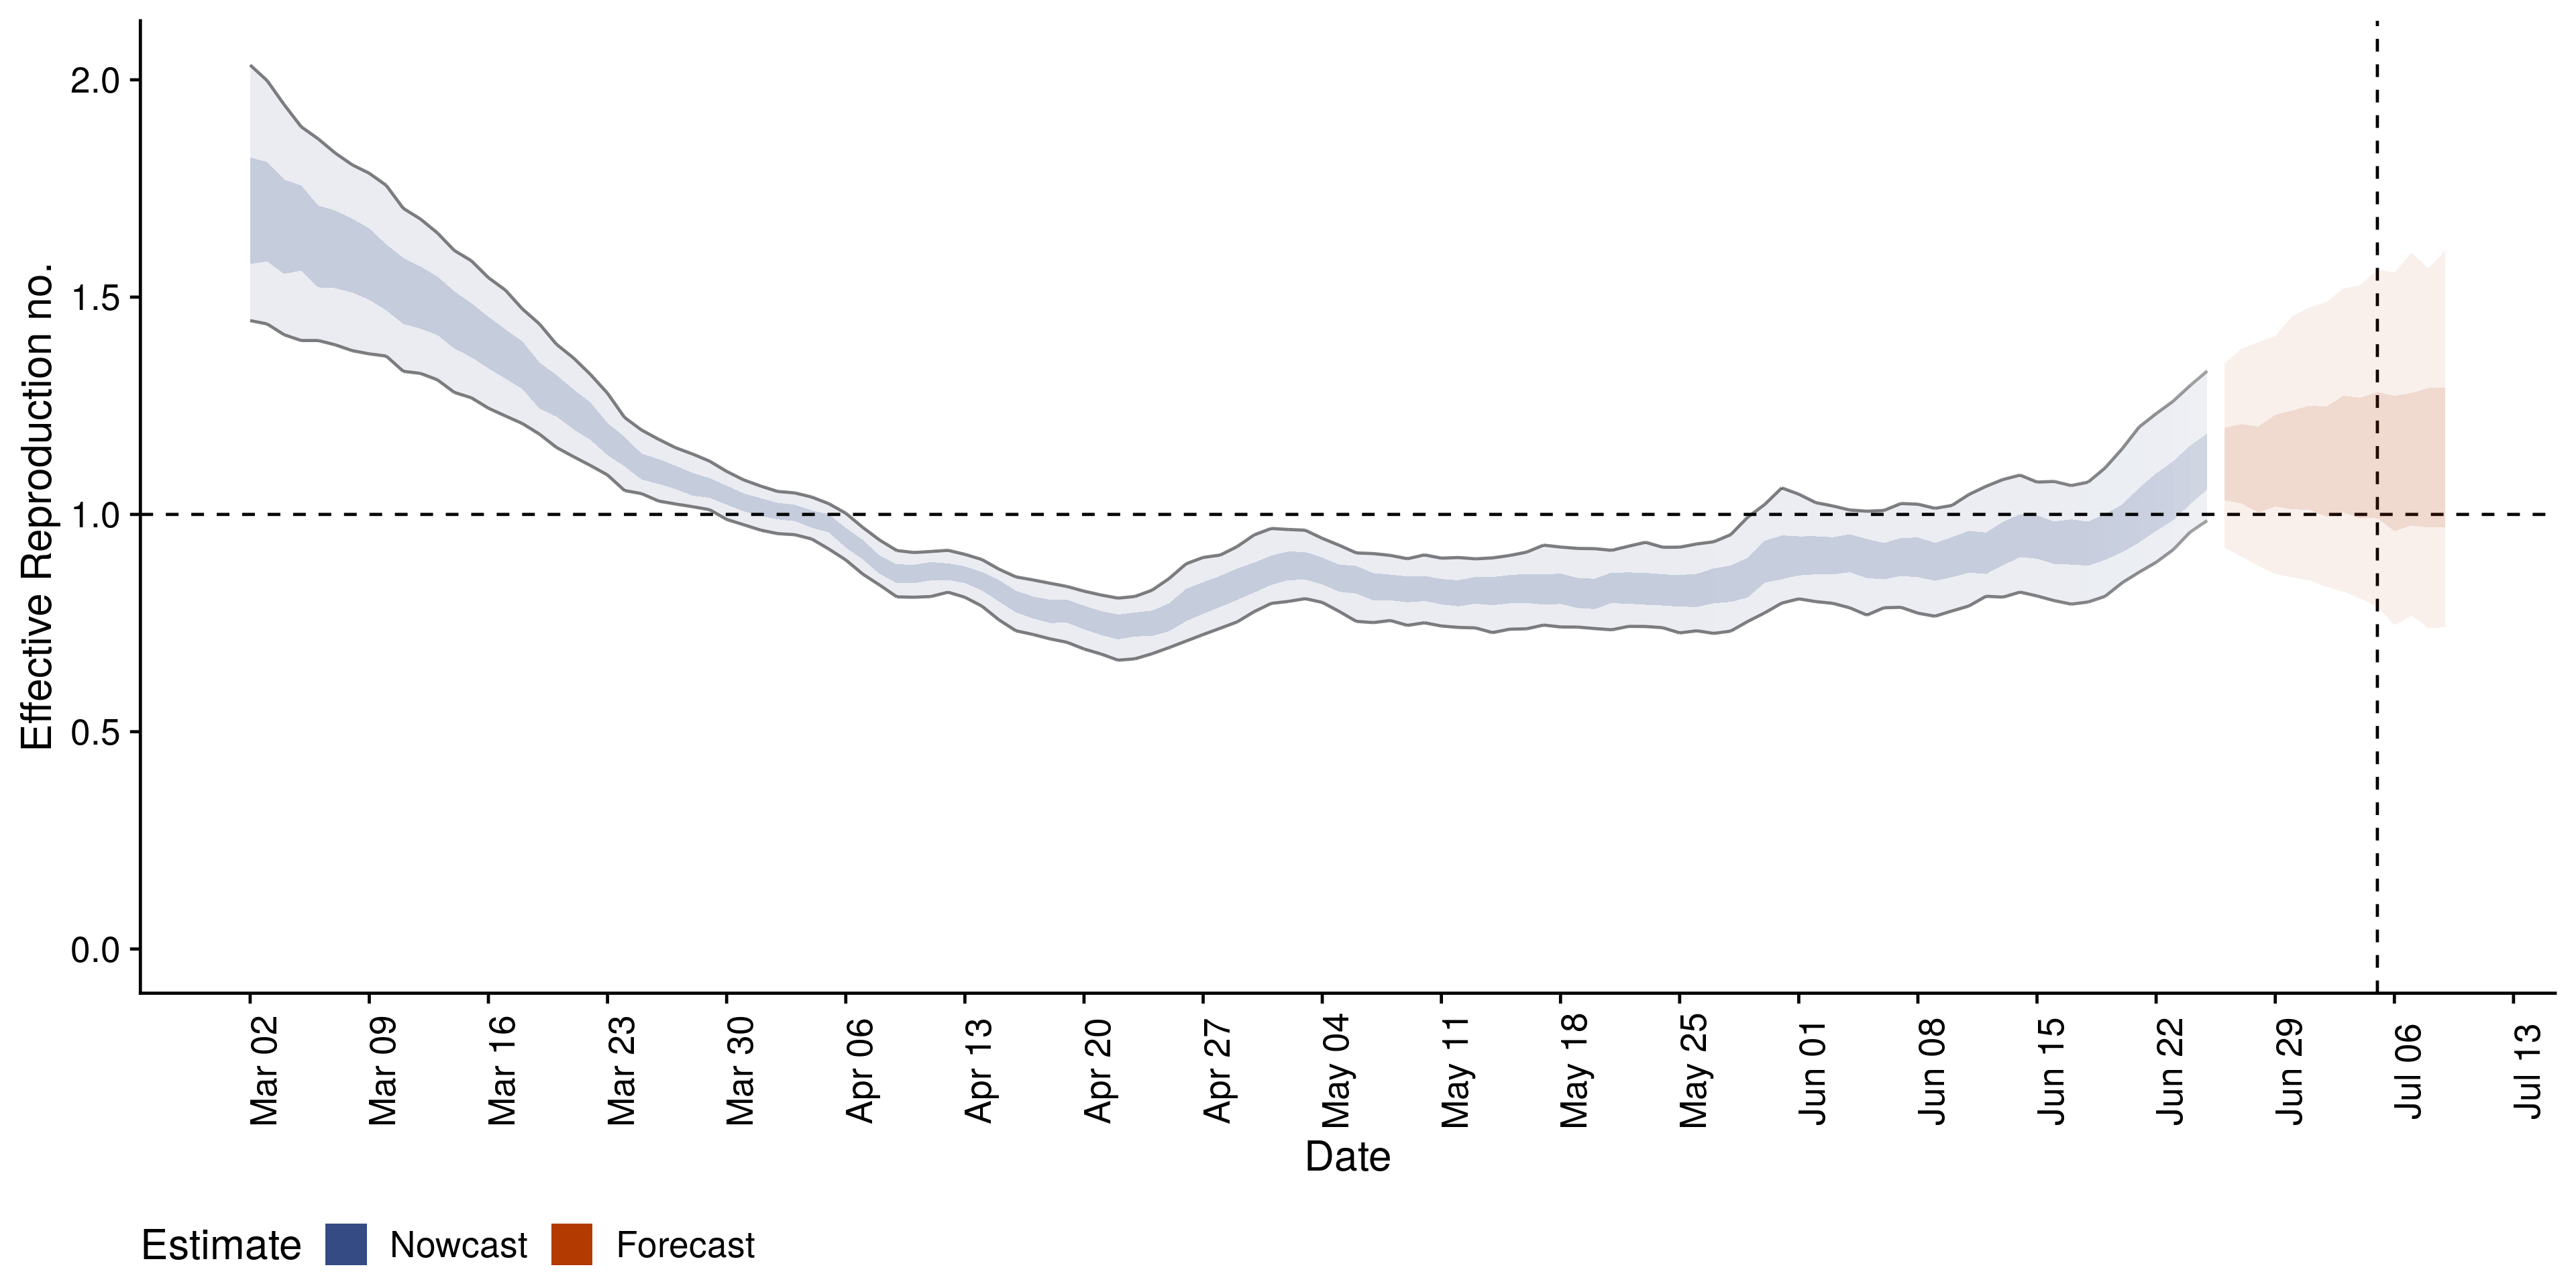 Effective Reproduction no.
2.0
1.5
1.0
0.5
0.0
Mar 02
Mar 09
Mar 16
Mar 23
Mar 30
Apr 06
Apr 13
Apr 20
Apr 27
May 04
May 11
May 18
May 25
Jun 01
Jun 08
Jun 15
Jun 22
Jun 29
Jul 06
Jul 13
Date
Estimate Nowcast Forecast